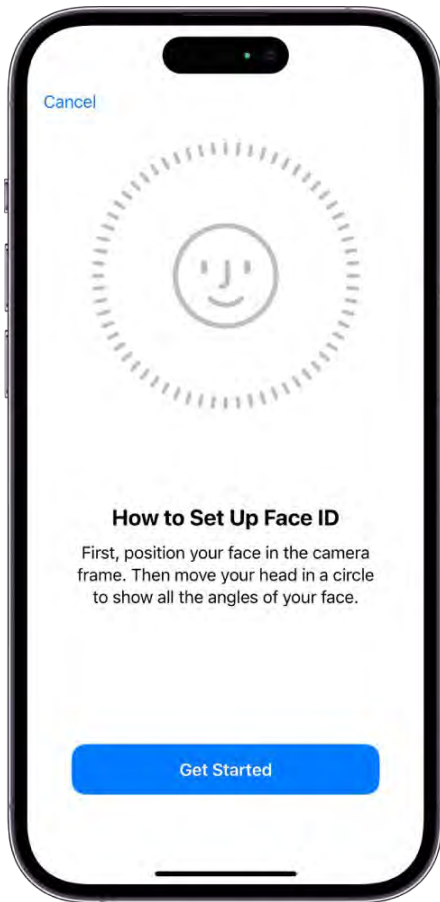 Cancel
How to Set Up Face ID
First, position your face in the camera
frame. Then move your head in a circle
to show all the angles of your face.
Get Started